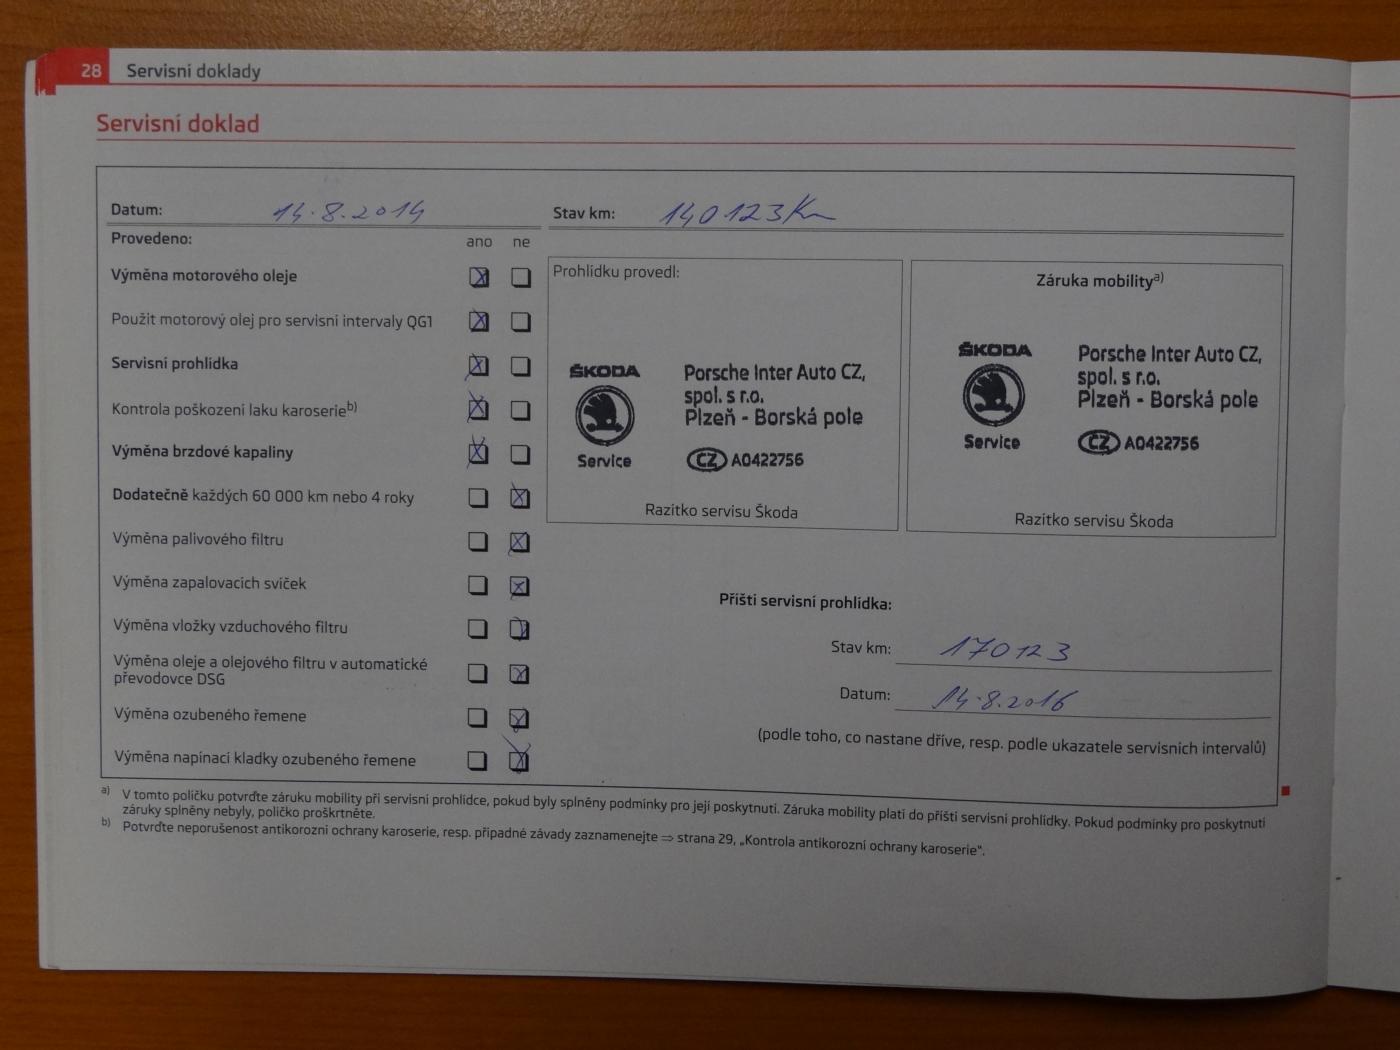 28 Servisní doklady
Servisní doklad
Datum: 14.8.2014 Stav km: 140123 Km
Provedeno: ano ne
Výměna motorového oleje
Použit motorový olej pro servisní intervaly QG1
Servisní prohlídka
Kontrola poškození laku karoserieb)
Výměna brzdové kapaliny
Dodatečně každých 60 000 km nebo 4 roky
Výměna palivového filtru
Výměna zapalovacích svíček
Výměna vložky vzduchového filtru
Výměna oleje a olejového filtru v automatické
převodovce DSG
Výměna ozubeného řemene
Výměna napínací kladky ozubeného řemene
Prohlídku provedl:
ŠKODA
Service
Porsche Inter Auto CZ,
spol. s r.o.
Plzeň - Borská pole
CZ A0422756
Razítko servisu Škoda
Záruka mobilitya)
ŠKODA
Service
Porsche Inter Auto CZ,
spol. s r.o.
Plzeň - Borská pole
CZ A0422756
Razítko servisu Škoda
Příští servisní prohlídka:
Stav km: 170123
Datum: 14.8.2016
(podle toho, co nastane dříve, resp. podle ukazatele servisních intervalů)
a) V tomto políčku potvrďte záruku mobility při servisní prohlídce, pokud byly splněny podmínky pro její poskytnutí. Záruka mobility platí do příští servisní prohlídky. Pokud podmínky pro poskytnutí
záruky splněny nebyly, políčko proškrtněte.
b) Potvrďte neporušenost antikorozní ochrany karoserie, resp. případné závady zaznamenejte ⇒ strana 29, „Kontrola antikorozní ochrany karoserie“.